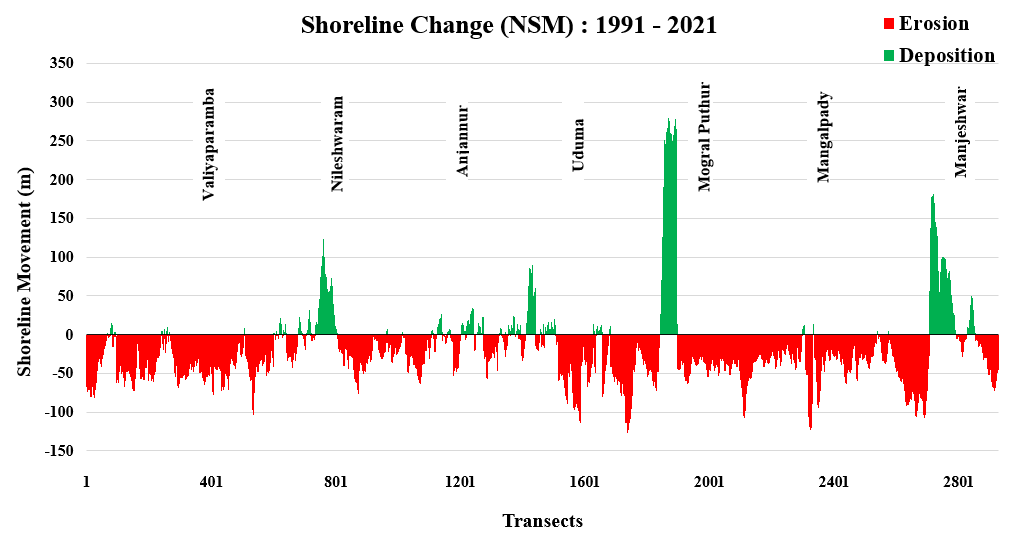 Shoreline Change (NSM) : 1991 - 2021
Erosion
Deposition
Shoreline Movement (m)
350
300
250
200
150
100
50
0
-50
-100
-150
Valiyaparamba
Nileshwaram
Anjannur
Uduma
Mogral Puthur
Mangalpady
Manjeshwar
1
401
801
1201
1601
2001
2401
2801
Transects